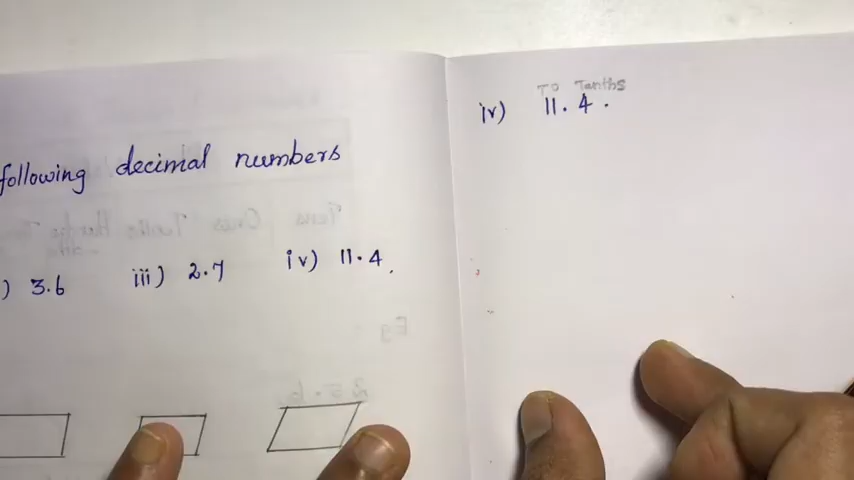 following decimal numbers
) 3.6 iii) 2.7 iv) 11.4.
TO Tenths
iv) 11.4.